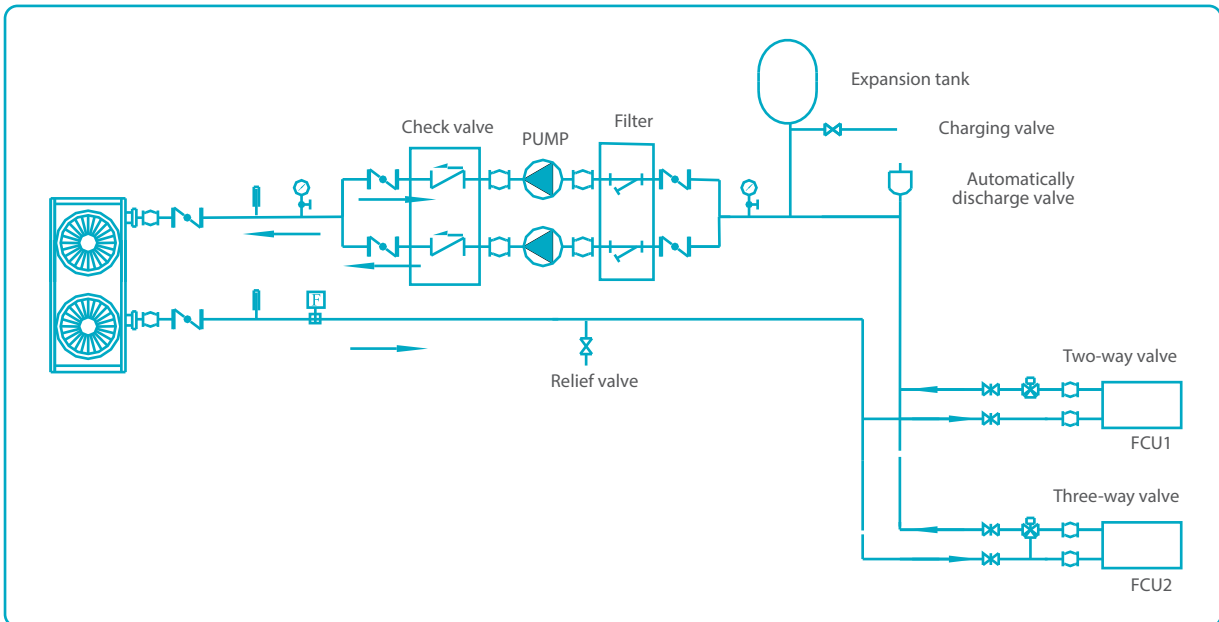 Expansion tank
Filter
Check valve
PUMP
Charging valve
Automatically
discharge valve
F
Two-way valve
Relief valve
FCU1
Three-way valve
FCU2